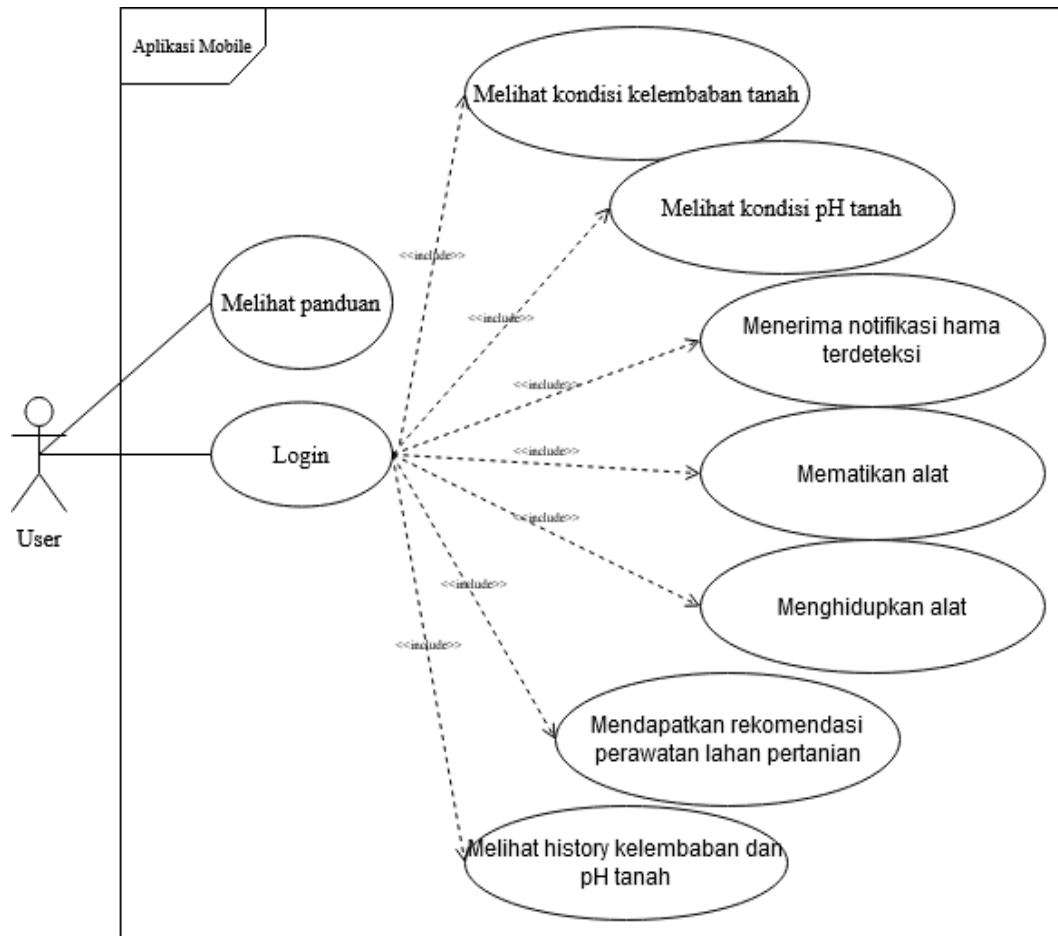 Aplikasi Mobile
Melihat kondisi kelembaban tanah
Melihat kondisi pH tanah
<<include>>
Melihat panduan
<<include>>
Menerima notifikasi hama
terdeteksi
<<include>>
Login
<<include>>
Mematikan alat
<<include>>
User
<<include>>
Menghidupkan alat
<<include>>
Mendapatkan rekomendasi
perawatan lahan pertanian
Melihat history kelembaban dan
pH tanah